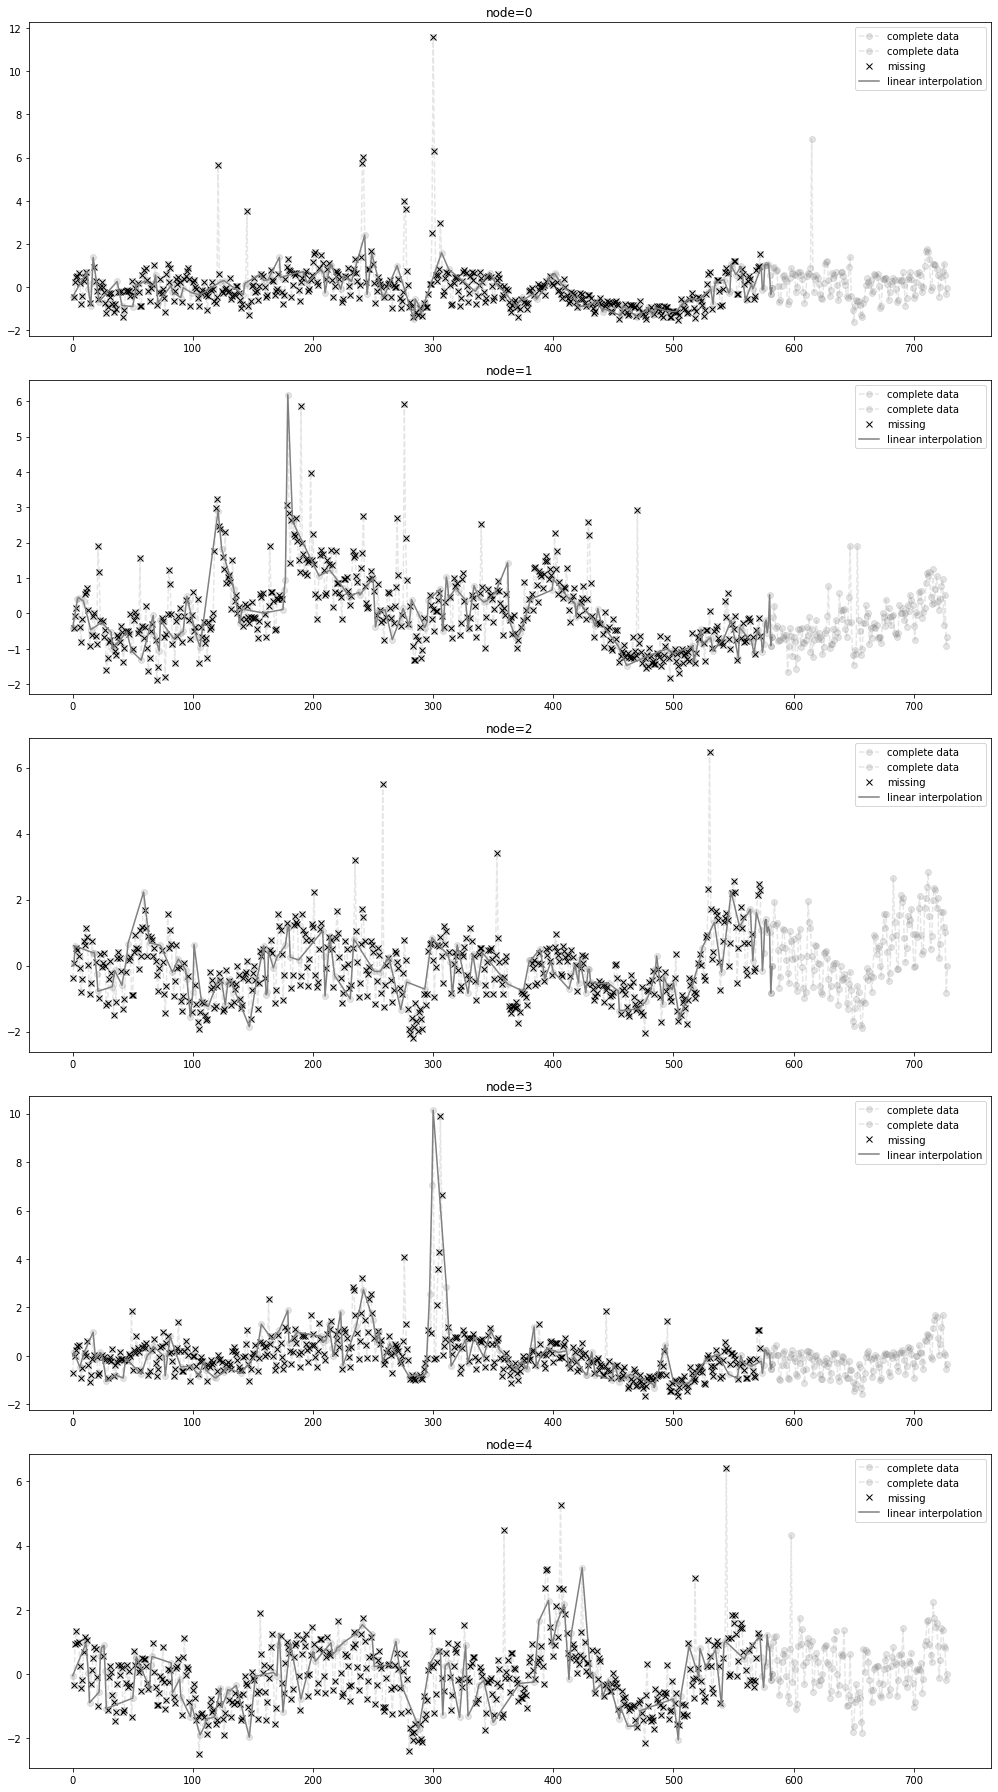 node=0
12
10
8
6
4
2
0
−2
complete data
complete data
missing
linear interpolation
0 100 200 300 400 500 600 700
node=1
6
5
4
3
2
1
0
−1
−2
complete data
complete data
missing
linear interpolation
0 100 200 300 400 500 600 700
node=2
6
4
2
0
−2
complete data
complete data
missing
linear interpolation
0 100 200 300 400 500 600 700
node=3
10
8
6
4
2
0
−2
complete data
complete data
missing
linear interpolation
0 100 200 300 400 500 600 700
node=4
6
4
2
0
−2
complete data
complete data
missing
linear interpolation
0 100 200 300 400 500 600 700